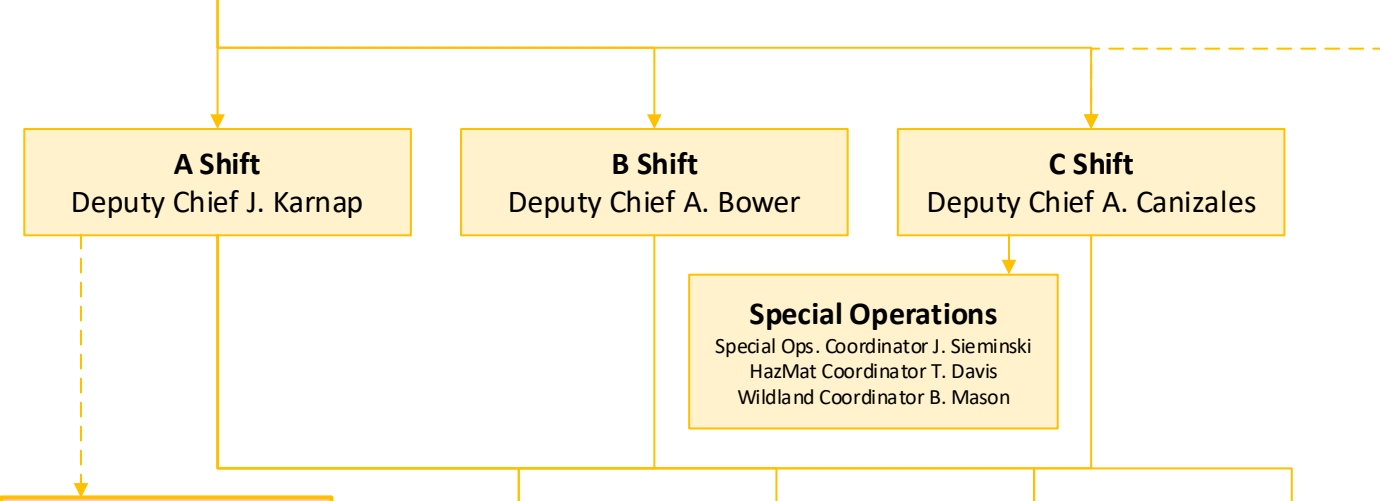 A Shift
Deputy Chief J. Karnap
B Shift
Deputy Chief A. Bower
C Shift
Deputy Chief A. Canizales
Special Operations
Special Ops. Coordinator J. Sieminski
HazMat Coordinator T. Davis
Wildland Coordinator B. Mason